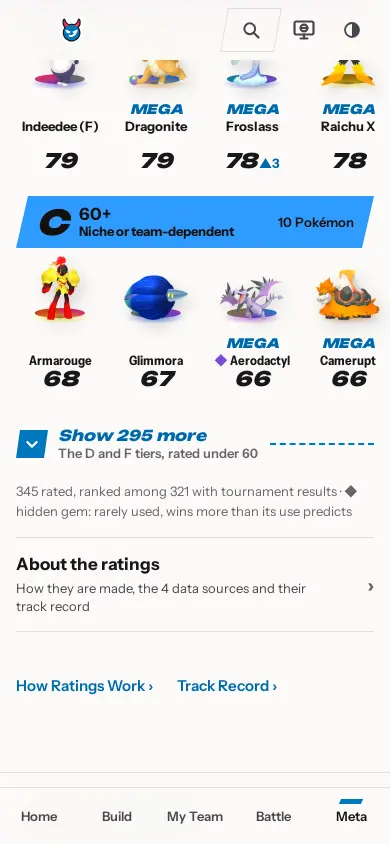 MEGA
MEGA
MEGA
Indeedee (F)
Dragonite
Froslass
Raichu X
79
79
78▲3
78
C
60+
Niche or team-dependent
10 Pokémon
MEGA
MEGA
Armarouge
Glimmora
◆ Aerodactyl
Camerupt
68
67
66
66
Show 295 more
The D and F tiers, rated under 60
345 rated, ranked among 321 with tournament results · ◆
hidden gem: rarely used, wins more than its use predicts
About the ratings
How they are made, the 4 data sources and their
track record
›
How Ratings Work ›
Track Record ›
Home
Build
My Team
Battle
Meta